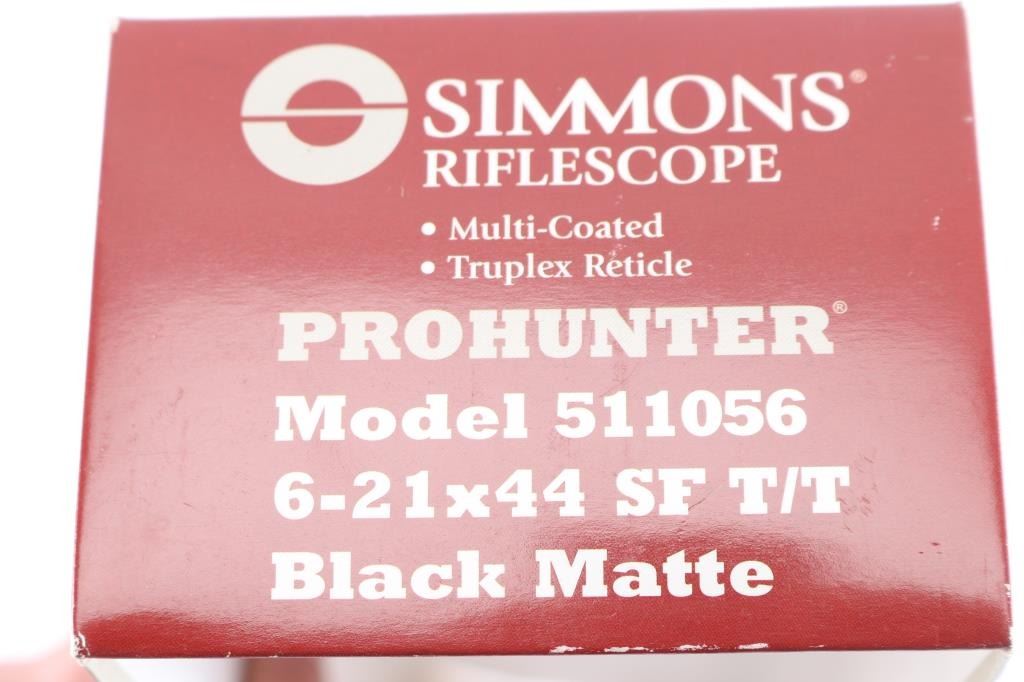 SIMMONS®
RIFLESCOPE
• Multi-Coated
• Truplex Reticle
PROHUNTER®
Model 511056
6-21x44 SF T/T
Black Matte